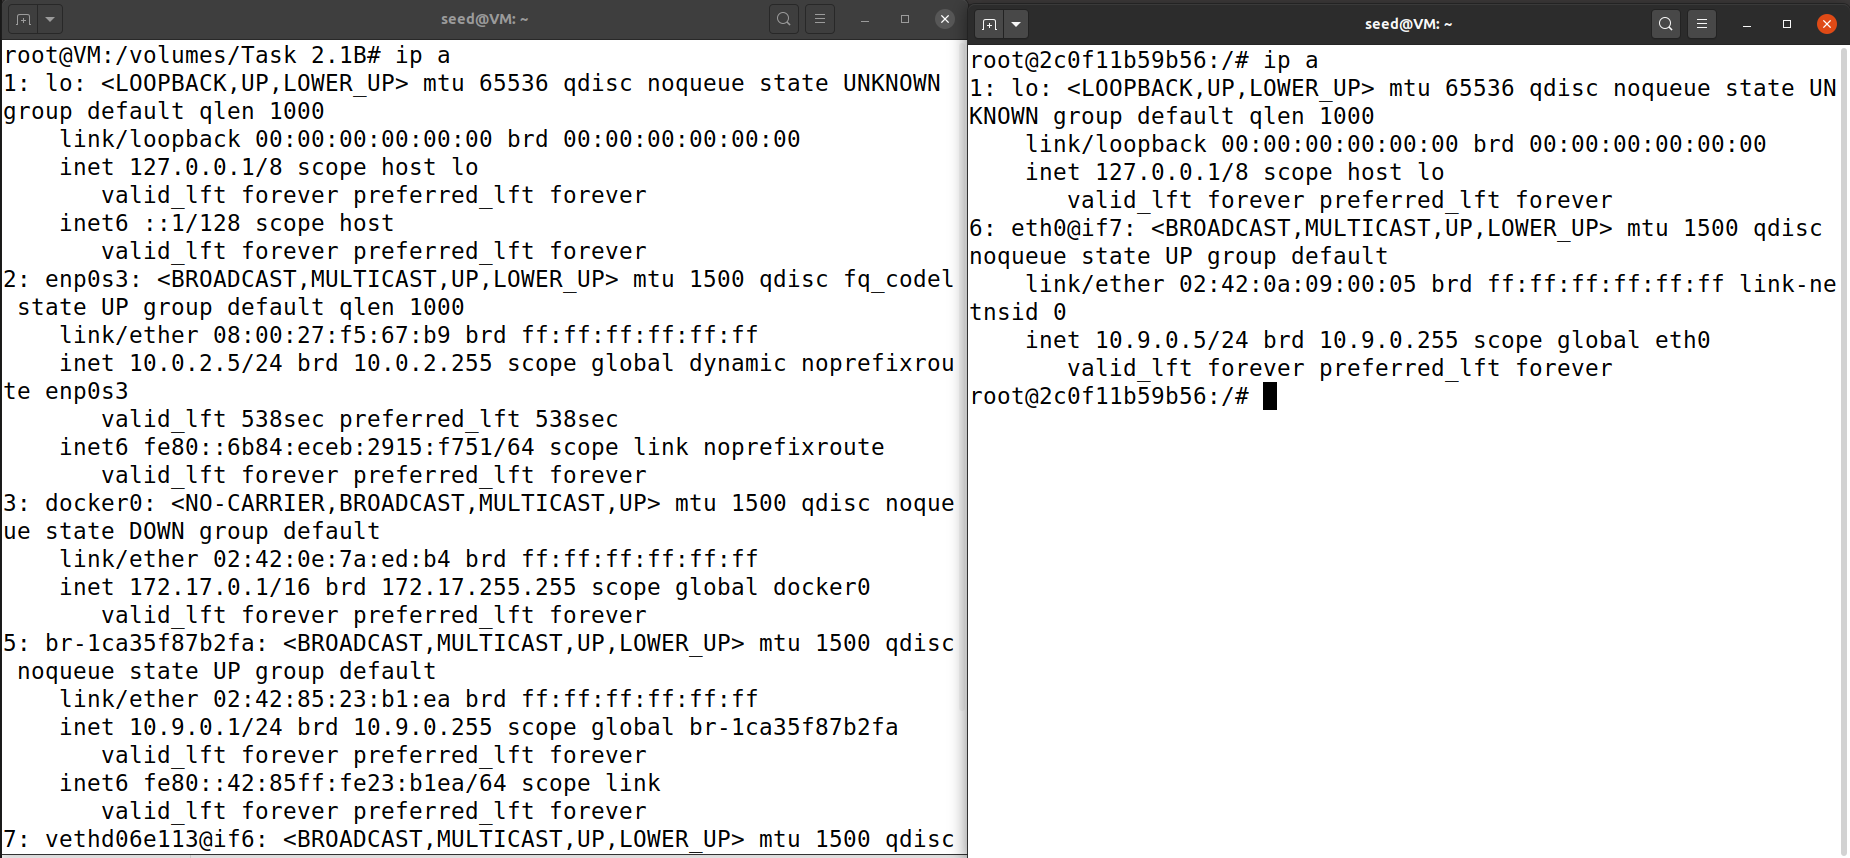 seed@VM: ~
root@VM:/volumes/Task 2.1B# ip a
1: lo: <LOOPBACK,UP,LOWER_UP> mtu 65536 qdisc noqueue state UNKNOWN
group default qlen 1000
    link/loopback 00:00:00:00:00:00 brd 00:00:00:00:00:00
    inet 127.0.0.1/8 scope host lo
       valid_lft forever preferred_lft forever
    inet6 ::1/128 scope host
       valid_lft forever preferred_lft forever
2: enp0s3: <BROADCAST,MULTICAST,UP,LOWER_UP> mtu 1500 qdisc fq_codel
 state UP group default qlen 1000
    link/ether 08:00:27:f5:67:b9 brd ff:ff:ff:ff:ff:ff
    inet 10.0.2.5/24 brd 10.0.2.255 scope global dynamic noprefixrou
te enp0s3
       valid_lft 538sec preferred_lft 538sec
    inet6 fe80::6b84:eceb:2915:f751/64 scope link noprefixroute
       valid_lft forever preferred_lft forever
3: docker0: <NO-CARRIER,BROADCAST,MULTICAST,UP> mtu 1500 qdisc noque
ue state DOWN group default
    link/ether 02:42:0e:7a:ed:b4 brd ff:ff:ff:ff:ff:ff
    inet 172.17.0.1/16 brd 172.17.255.255 scope global docker0
       valid_lft forever preferred_lft forever
5: br-1ca35f87b2fa: <BROADCAST,MULTICAST,UP,LOWER_UP> mtu 1500 qdisc
 noqueue state UP group default
    link/ether 02:42:85:23:b1:ea brd ff:ff:ff:ff:ff:ff
    inet 10.9.0.1/24 brd 10.9.0.255 scope global br-1ca35f87b2fa
       valid_lft forever preferred_lft forever
    inet6 fe80::42:85ff:fe23:b1ea/64 scope link
       valid_lft forever preferred_lft forever
7: vethd06e113@if6: <BROADCAST,MULTICAST,UP,LOWER_UP> mtu 1500 qdisc
seed@VM: ~
root@2c0f11b59b56:/# ip a
1: lo: <LOOPBACK,UP,LOWER_UP> mtu 65536 qdisc noqueue state UN
KNOWN group default qlen 1000
    link/loopback 00:00:00:00:00:00 brd 00:00:00:00:00:00
    inet 127.0.0.1/8 scope host lo
       valid_lft forever preferred_lft forever
6: eth0@if7: <BROADCAST,MULTICAST,UP,LOWER_UP> mtu 1500 qdisc
noqueue state UP group default
    link/ether 02:42:0a:09:00:05 brd ff:ff:ff:ff:ff:ff link-ne
tnsid 0
    inet 10.9.0.5/24 brd 10.9.0.255 scope global eth0
       valid_lft forever preferred_lft forever
root@2c0f11b59b56:/#